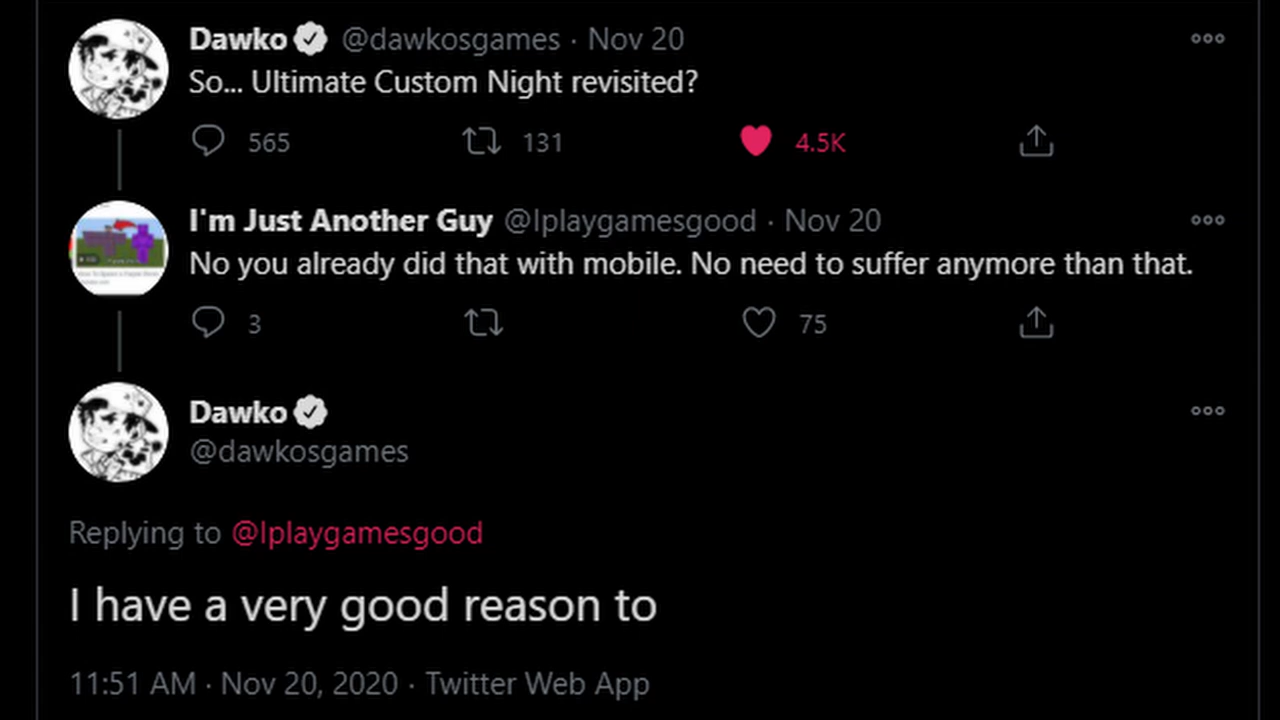 Dawko @dawkosgames · Nov 20
So... Ultimate Custom Night revisited?
565 131 4.5K
I'm Just Another Guy @Iplaygamesgood · Nov 20
No you already did that with mobile. No need to suffer anymore than that.
3 75
Dawko
@dawkosgames
Replying to @Iplaygamesgood
I have a very good reason to
11:51 AM · Nov 20, 2020 · Twitter Web App